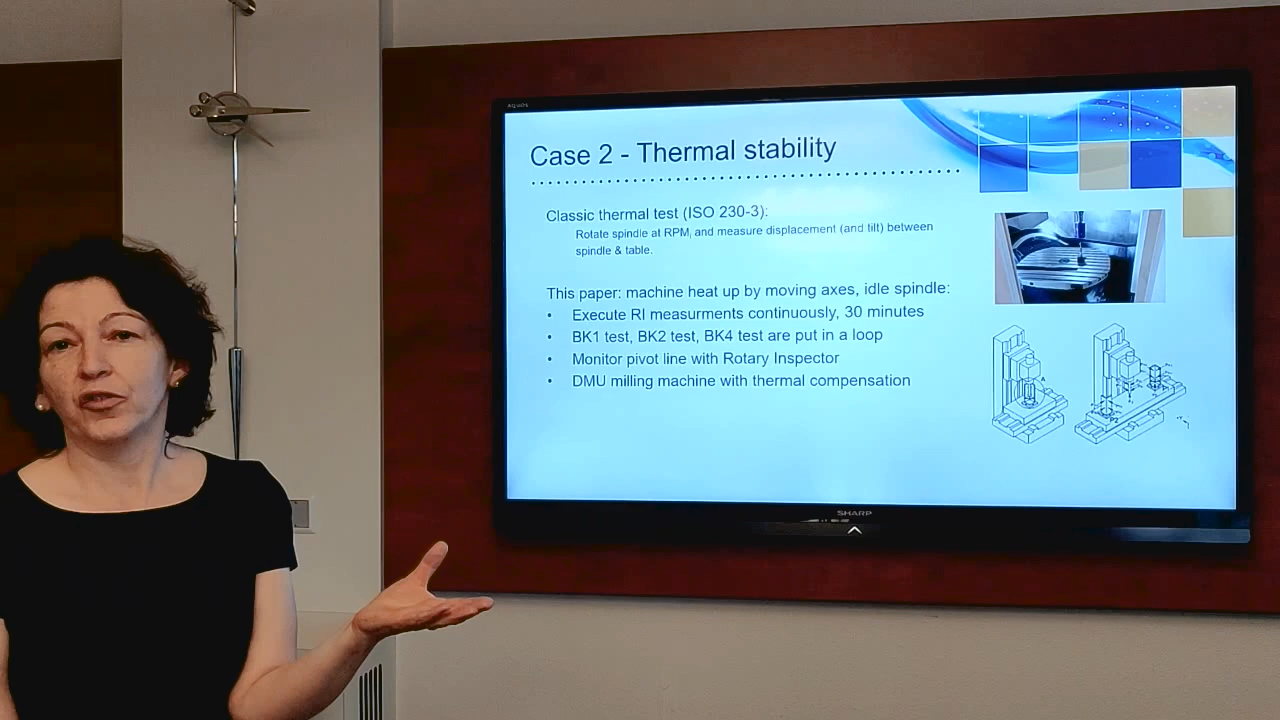 AQUOS
Case 2 - Thermal stability
Classic thermal test (ISO 230-3):
Rotate spindle at RPM, and measure displacement (and tilt) between
spindle & table.
This paper: machine heat up by moving axes, idle spindle:
• Execute RI measurments continuously, 30 minutes
• BK1 test, BK2 test, BK4 test are put in a loop
• Monitor pivot line with Rotary Inspector
• DMU milling machine with thermal compensation
SHARP